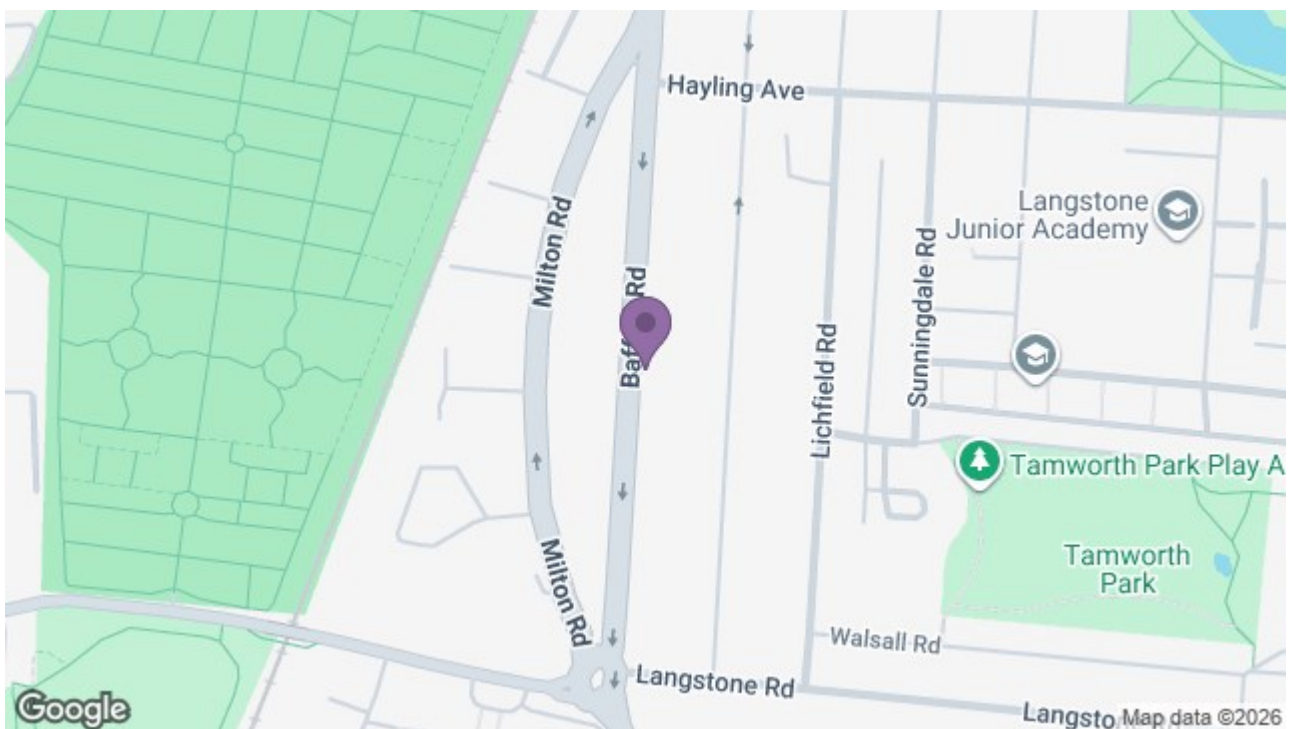 Hayling Ave
Langstone
Junior Academy
Milton Rd
Rd
Sunningdale Rd
Lichfield Rd
Tamworth Park Play A
Tamworth
Park
Milton Rd
Walsall Rd
Langstone Rd
Langsto
Google
Map data ©2026